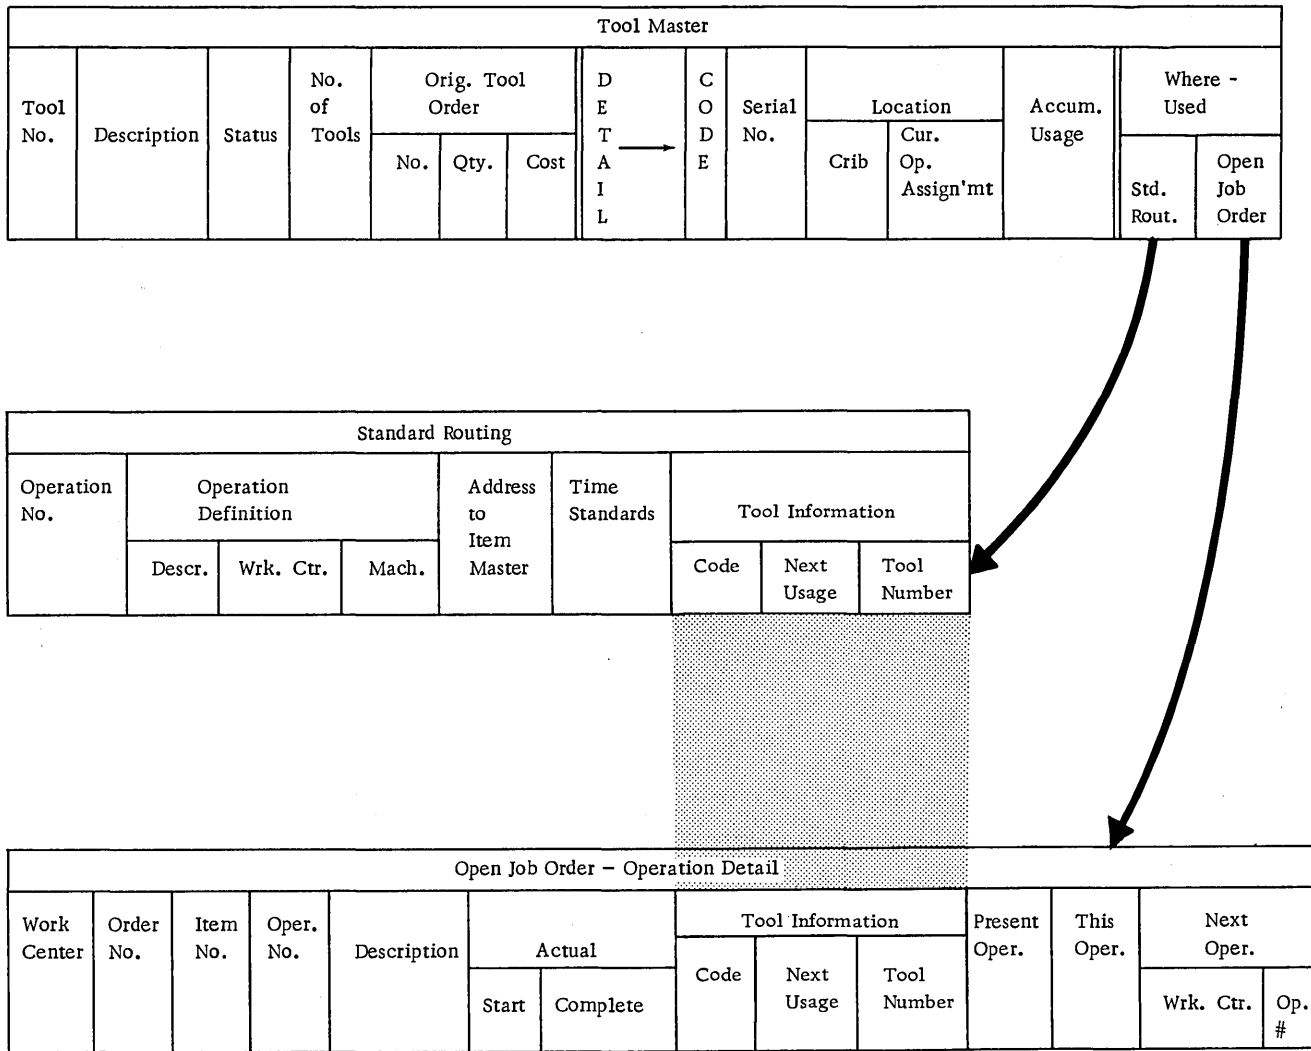 Tool Master
Tool
No.
Description
Status
No.
of
Tools
Orig. Tool
Order
No.
Qty.
Cost
D
E
T
A
I
L
C
O
D
E
Serial
No.
Location
Crib
Cur.
Op.
Assign'mt
Accum.
Usage
Where -
Used
Std.
Rout.
Open
Job
Order
Standard Routing
Operation
No.
Operation
Definition
Descr.
Wrk. Ctr.
Mach.
Address
to
Item
Master
Time
Standards
Tool Information
Code
Next
Usage
Tool
Number
Open Job Order – Operation Detail
Work
Center
Order
No.
Item
No.
Oper.
No.
Description
Actual
Start
Complete
Tool Information
Code
Next
Usage
Tool
Number
Present
Oper.
This
Oper.
Next
Oper.
Wrk. Ctr.
Op.
#